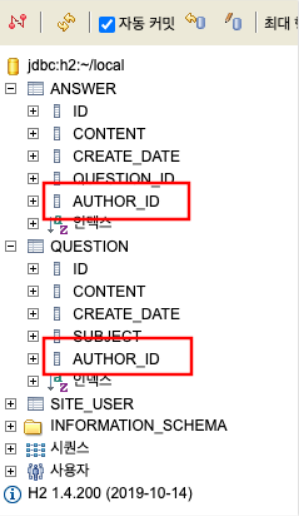 자동 커밋
최대
jdbc:h2:~/local
ANSWER
ID
CONTENT
CREATE_DATE
QUESTION_ID
AUTHOR_ID
인덱스
QUESTION
ID
CONTENT
CREATE_DATE
SUBJECT
AUTHOR_ID
인덱스
SITE_USER
INFORMATION_SCHEMA
시퀀스
사용자
H2 1.4.200 (2019-10-14)